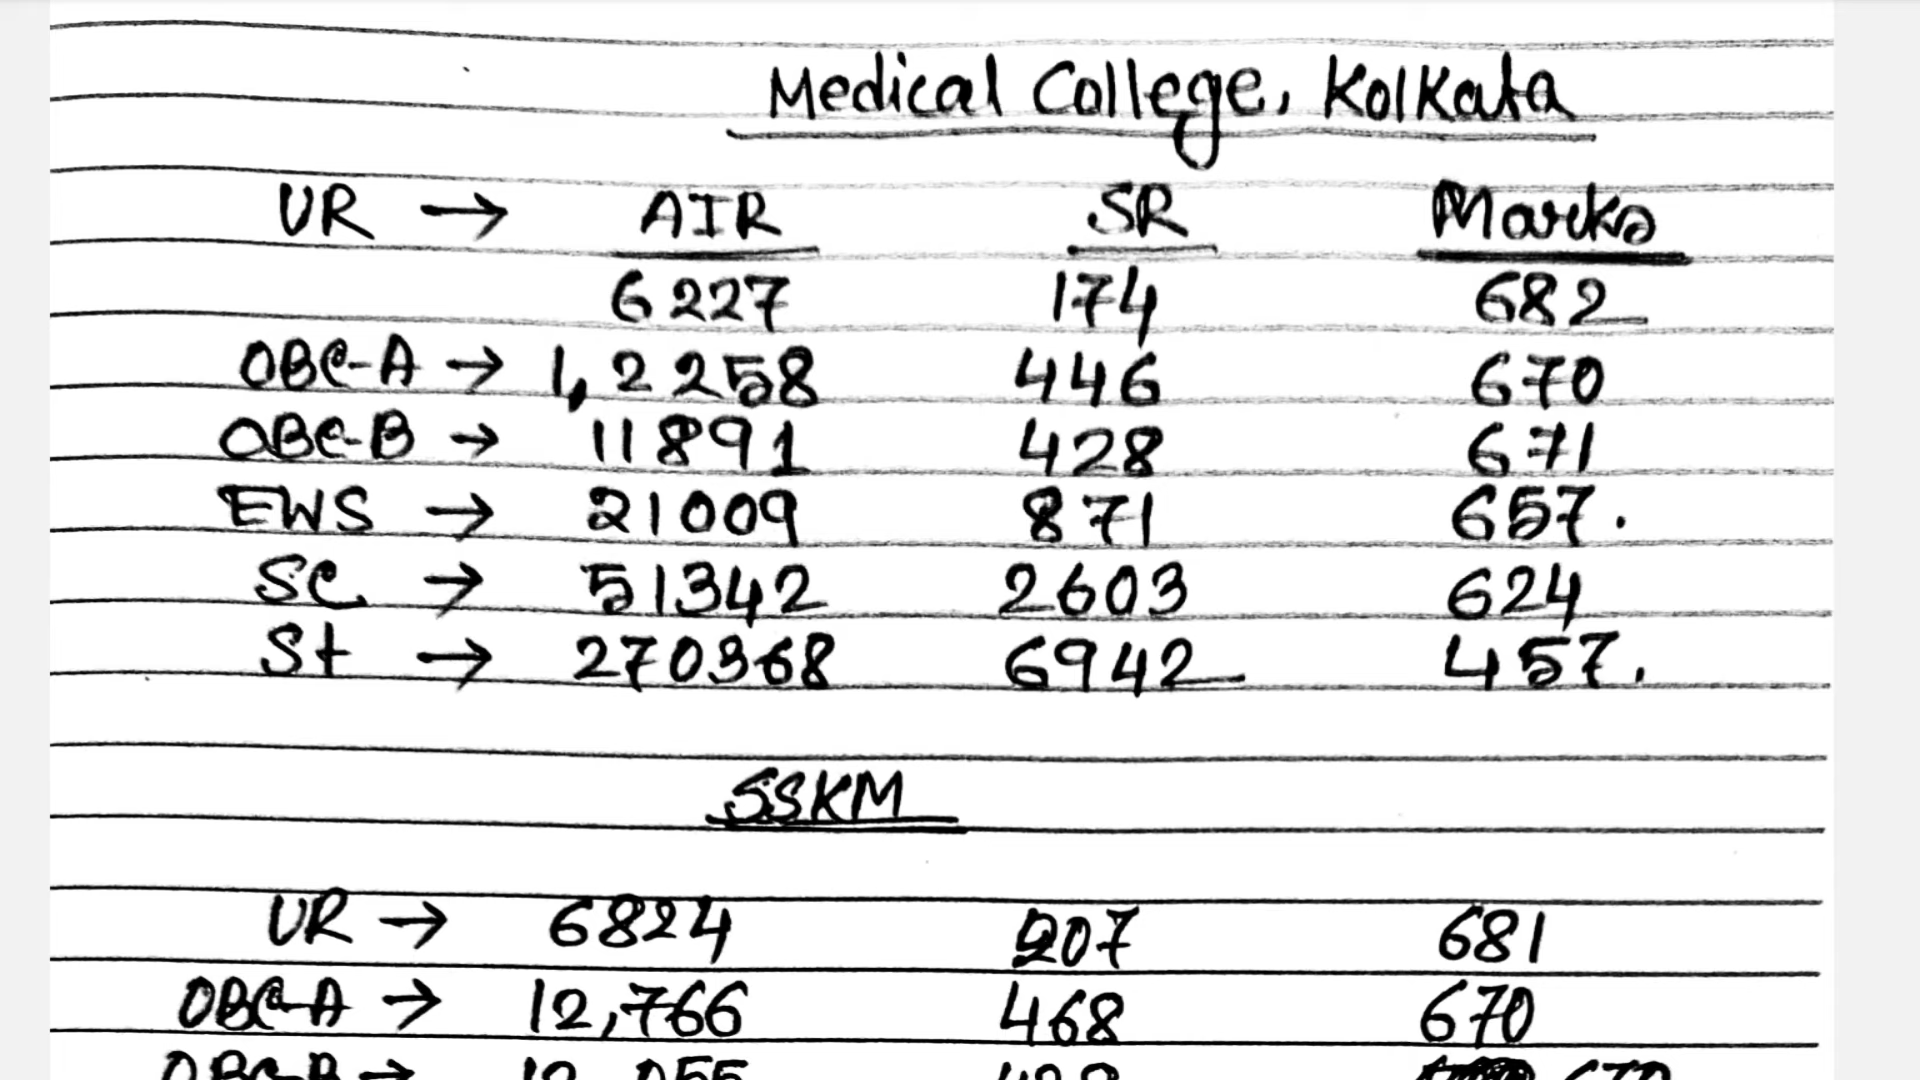 Medical College, Kolkata
UR → AIR SR Marks
6227 174 682
OBC-A → 1,2258 446 670
OBC-B → 11891 428 671
EWS → 21009 871 657.
SC → 51342 2603 624
St → 270368 6942 457.
SSKM
UR → 6824 207 681
OBC-A → 12,766 468 670